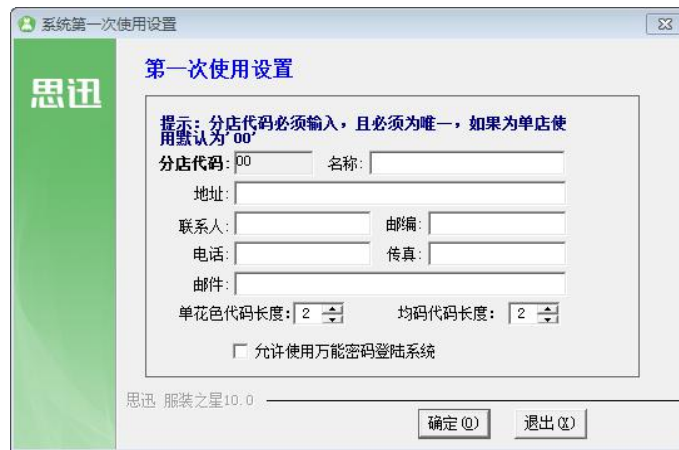 系统第一次使用设置
思迅
第一次使用设置
提示：分店代码必须输入，且必须为唯一，如果为单店使
用默认为'00'
分店代码: 00 名称:
地址:
联系人: 邮编:
电话: 传真:
邮件:
单花色代码长度: 2 均码代码长度: 2
允许使用万能密码登陆系统
思迅 服装之星10.0
确定(O) 退出(X)